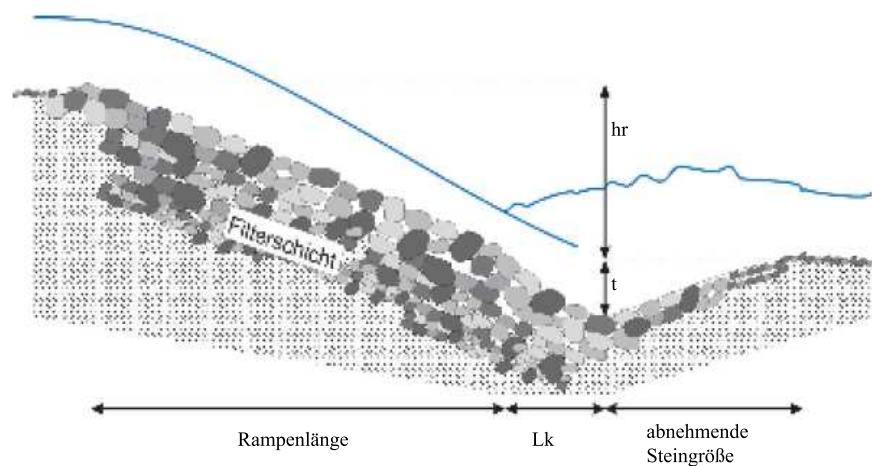 hr
Filterschicht
t
Rampenlänge
Lk
abnehmende
Steingröße